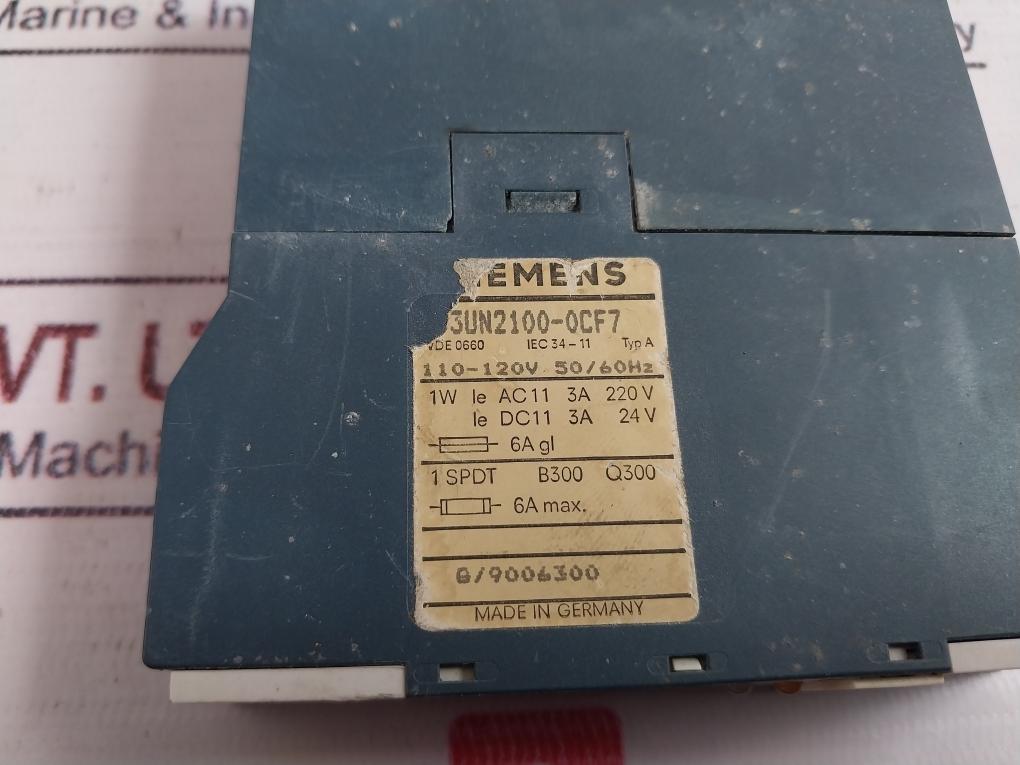 Marine & In
VT. U
Machi
IEMENS
3UN2100-0CF7
VDE 0660 IEC 34-11 Typ A
110-120V 50/60Hz
1W Ie AC11 3A 220V
Ie DC11 3A 24V
6A gl
1 SPDT B300 Q300
6A max.
G/9006300
MADE IN GERMANY